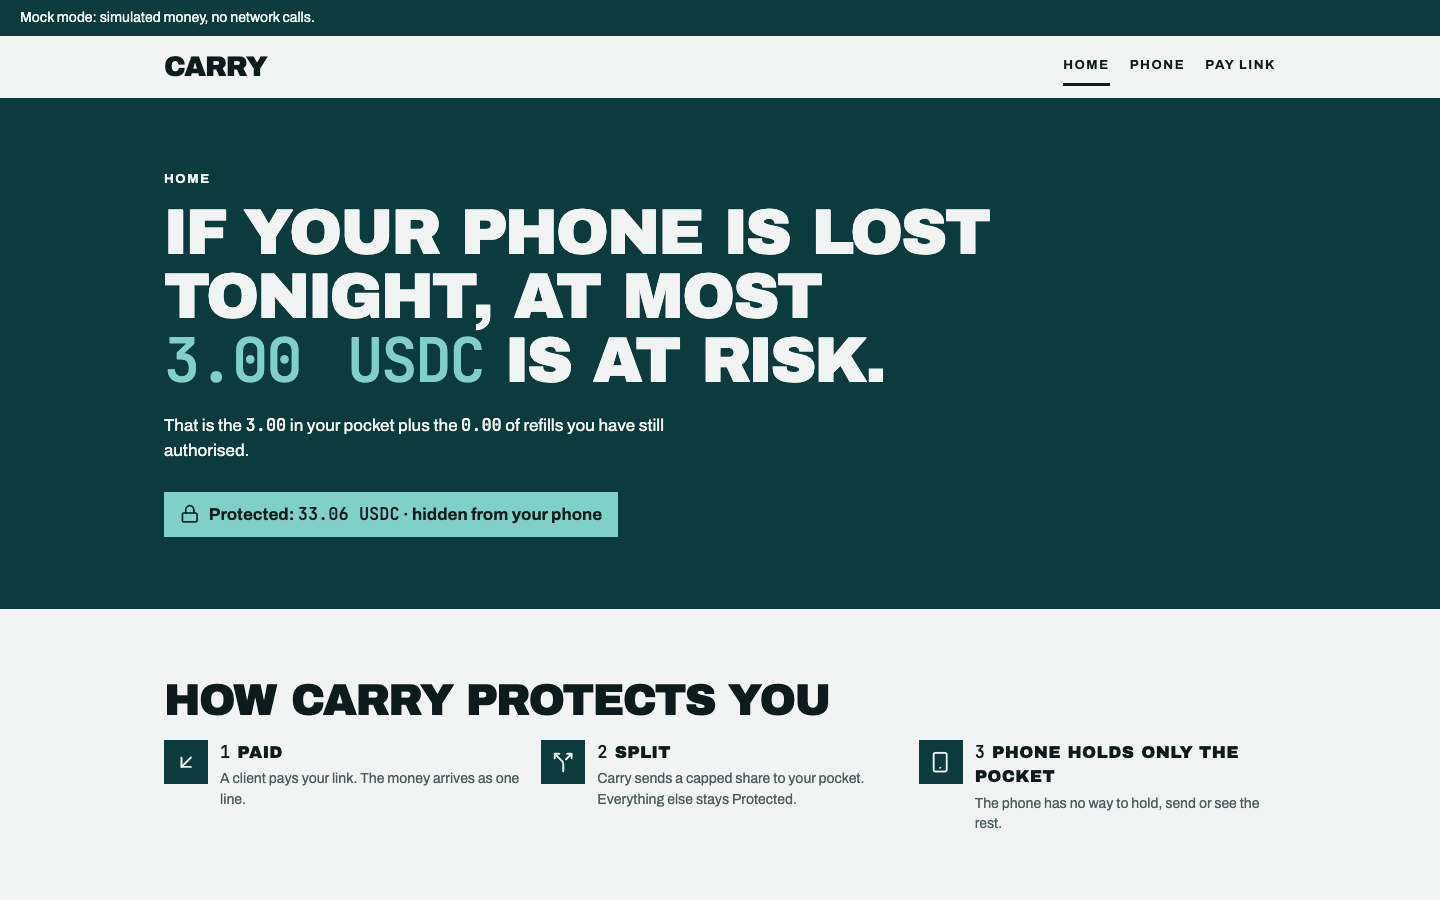 Mock mode: simulated money, no network calls.
CARRY
HOME PHONE PAY LINK
HOME
IF YOUR PHONE IS LOST
TONIGHT, AT MOST
3.00 USDC IS AT RISK.
That is the 3.00 in your pocket plus the 0.00 of refills you have still
authorised.
Protected: 33.06 USDC · hidden from your phone
HOW CARRY PROTECTS YOU
1 PAID
A client pays your link. The money arrives as one
line.
2 SPLIT
Carry sends a capped share to your pocket.
Everything else stays Protected.
3 PHONE HOLDS ONLY THE
POCKET
The phone has no way to hold, send or see the
rest.